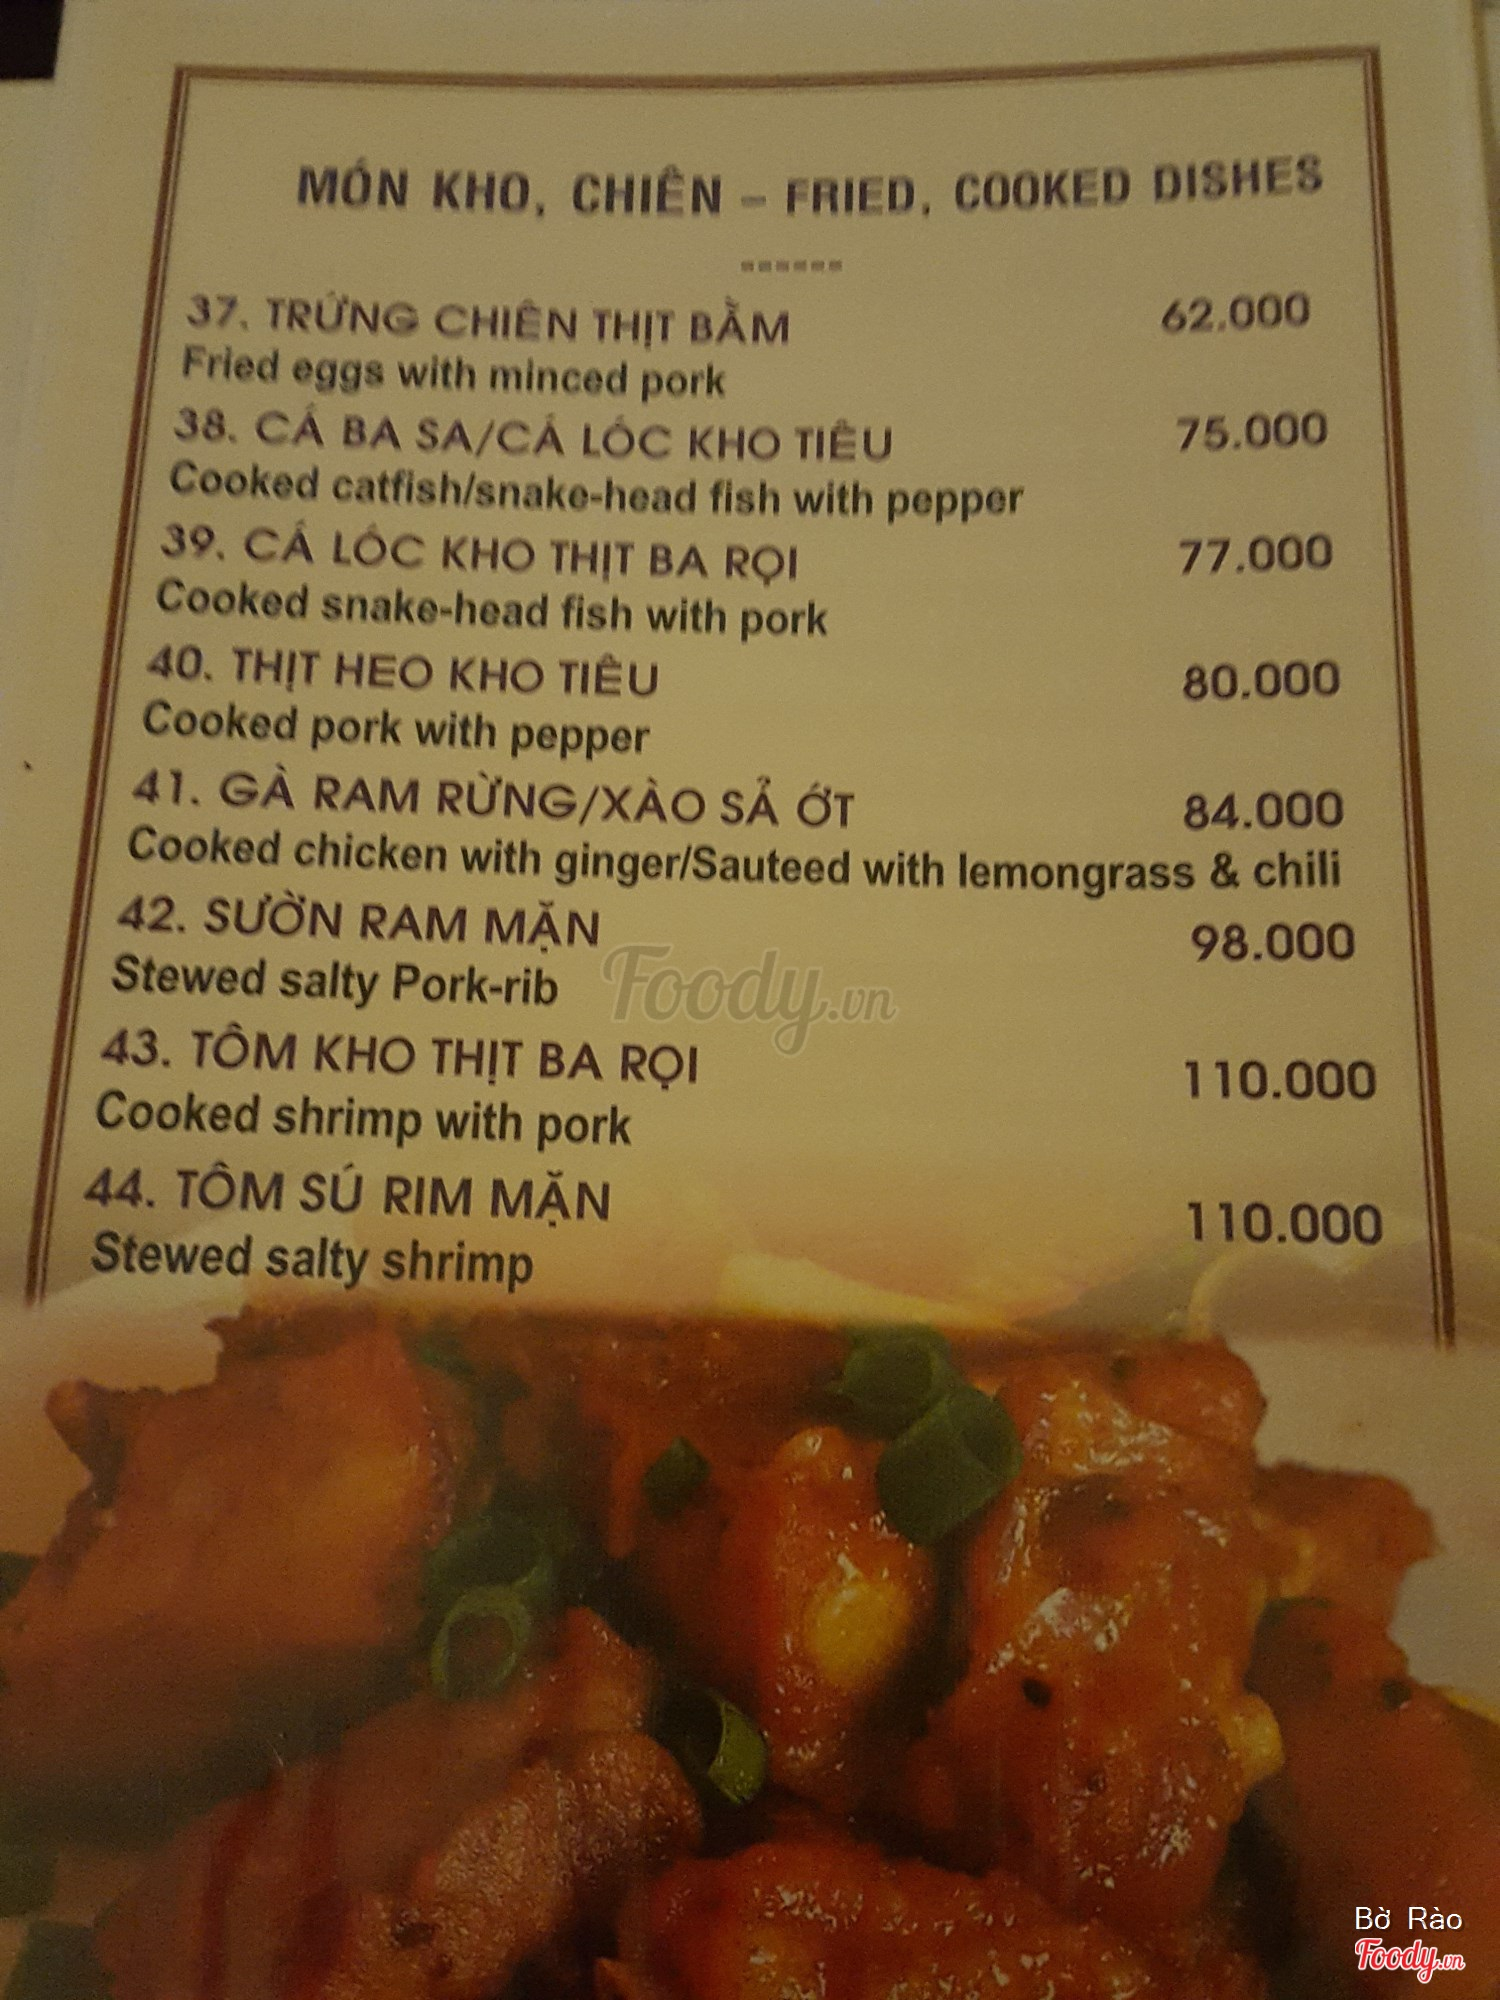 MÓN KHO, CHIÊN – FRIED, COOKED DISHES
37. TRỨNG CHIÊN THỊT BẰM 62.000
Fried eggs with minced pork
38. CÁ BA SA/CÁ LÓC KHO TIÊU 75.000
Cooked catfish/snake-head fish with pepper
39. CÁ LÓC KHO THỊT BA RỌI 77.000
Cooked snake-head fish with pork
40. THỊT HEO KHO TIÊU 80.000
Cooked pork with pepper
41. GÀ RAM RỪNG/XÀO SẢ ỚT 84.000
Cooked chicken with ginger/Sauteed with lemongrass & chili
42. SƯỜN RAM MẶN 98.000
Stewed salty Pork-rib
43. TÔM KHO THỊT BA RỌI 110.000
Cooked shrimp with pork
44. TÔM SÚ RIM MẶN 110.000
Stewed salty shrimp
Foody.vn
Bờ Rào
Foody.vn